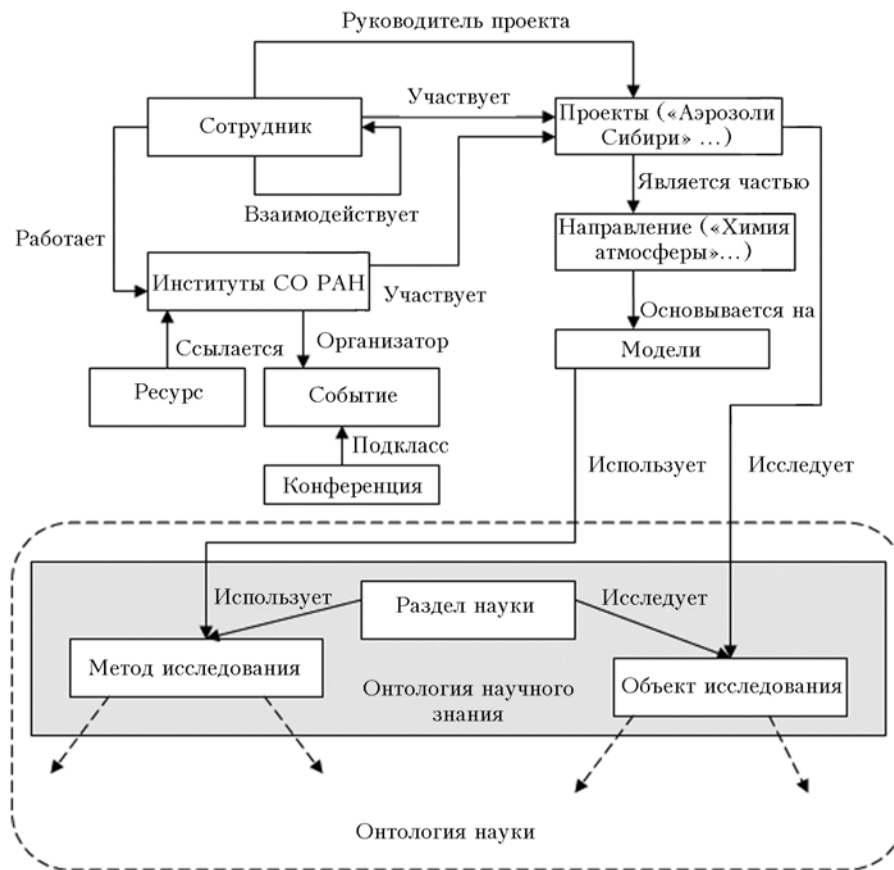 Руководитель проекта
Сотрудник
Участвует
Проекты («Аэрозоли
Сибири» ...)
Взаимодействует
Является частью
Работает
Направление («Химия
атмосферы»...)
Институты СО РАН
Участвует
Основывается на
Ссылается
Организатор
Модели
Ресурс
Событие
Подкласс
Конференция
Использует
Исследует
Использует
Раздел науки
Исследует
Метод исследования
Онтология научного
знания
Объект исследования
Онтология науки